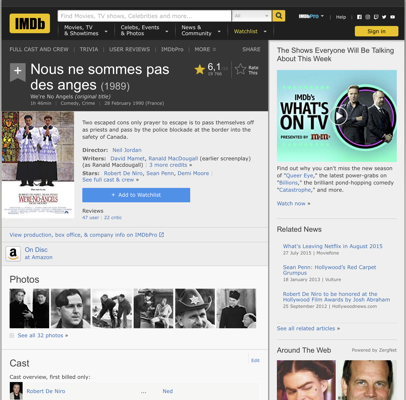 IMDb
Find Movies, TV shows, Celebrities and more...
All
IMDbPro
Help
Movies, TV
& Showtimes
Celebs, Events
& Photos
News &
Community
Watchlist
Sign in
FULL CAST AND CREW | TRIVIA | USER REVIEWS | IMDbPro | MORE
SHARE
Nous ne sommes pas
des anges (1989)
We're No Angels (original title)
1h 46min | Comedy, Crime | 28 February 1990 (France)
6,1
Rate
This
Two escaped cons only prayer to escape is to pass themselves off
as priests and pass by the police blockade at the border into the
safety of Canada.
Director: Neil Jordan
Writers: David Mamet, Ranald MacDougall (earlier screenplay)
(as Ranald MacDougall) | 3 more credits »
Stars: Robert De Niro, Sean Penn, Demi Moore |
See full cast & crew »
+ Add to Watchlist
Reviews
47 user | 22 critic
WE'RE NO ANGELS
View production, box office, & company info on IMDbPro
On Disc
at Amazon
Photos
See all 32 photos »
Cast
Edit
Cast overview, first billed only:
Robert De Niro ... Ned
The Shows Everyone Will Be Talking
About This Week
IMDb's
WHAT'S
ON TV
PRESENTED BY
Find out why you can't miss the new season
of "Queer Eye," the latest power-grabs on
"Billions," the brilliant pond-hopping comedy
"Catastrophe," and more.
Watch now »
Related News
What's Leaving Netflix in August 2015
27 July 2015 | Moviefone
Sean Penn: Hollywood's Red Carpet
Grumpus
18 January 2013 | Vulture
Robert De Niro to be honored at the
Hollywood Film Awards by Josh Abraham
25 September 2012 | Hollywoodnews.com
See all related articles »
Around The Web
Powered by ZergNet